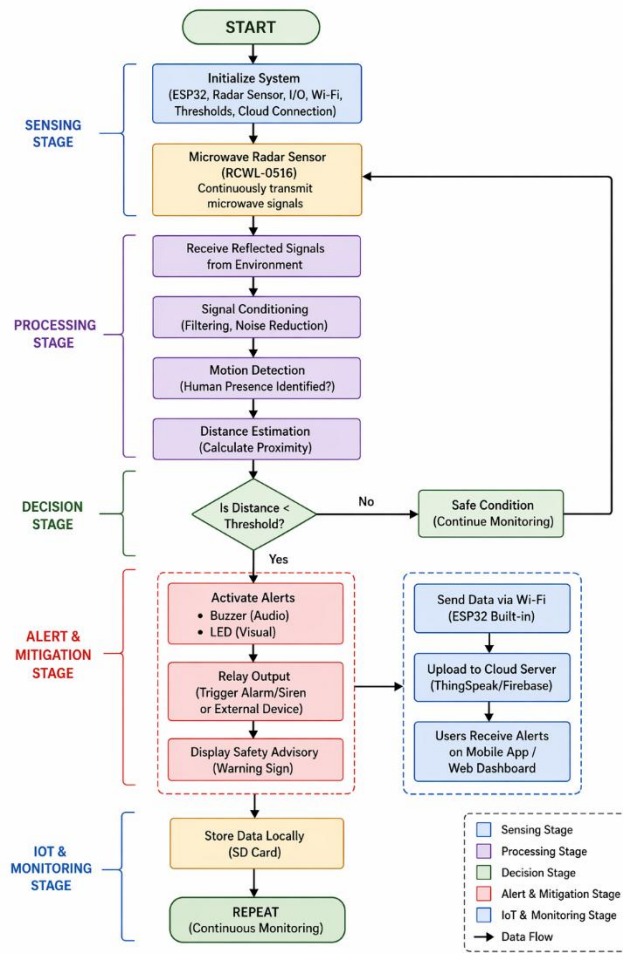 START
SENSING
STAGE
Initialize System
(ESP32, Radar Sensor, I/O, Wi-Fi,
Thresholds, Cloud Connection)
Microwave Radar Sensor
(RCWL-0516)
Continuously transmit
microwave signals
PROCESSING
STAGE
Receive Reflected Signals
from Environment
Signal Conditioning
(Filtering, Noise Reduction)
Motion Detection
(Human Presence Identified?)
Distance Estimation
(Calculate Proximity)
DECISION
STAGE
Is Distance <
Threshold?
No
Safe Condition
(Continue Monitoring)
Yes
ALERT &
MITIGATION
STAGE
Activate Alerts
• Buzzer (Audio)
• LED (Visual)
Relay Output
(Trigger Alarm/Siren
or External Device)
Display Safety Advisory
(Warning Sign)
Send Data via Wi-Fi
(ESP32 Built-in)
Upload to Cloud Server
(ThingSpeak/Firebase)
Users Receive Alerts
on Mobile App /
Web Dashboard
IOT &
MONITORING
STAGE
Store Data Locally
(SD Card)
REPEAT
(Continuous Monitoring)
Sensing Stage
Processing Stage
Decision Stage
Alert & Mitigation Stage
IoT & Monitoring Stage
Data Flow